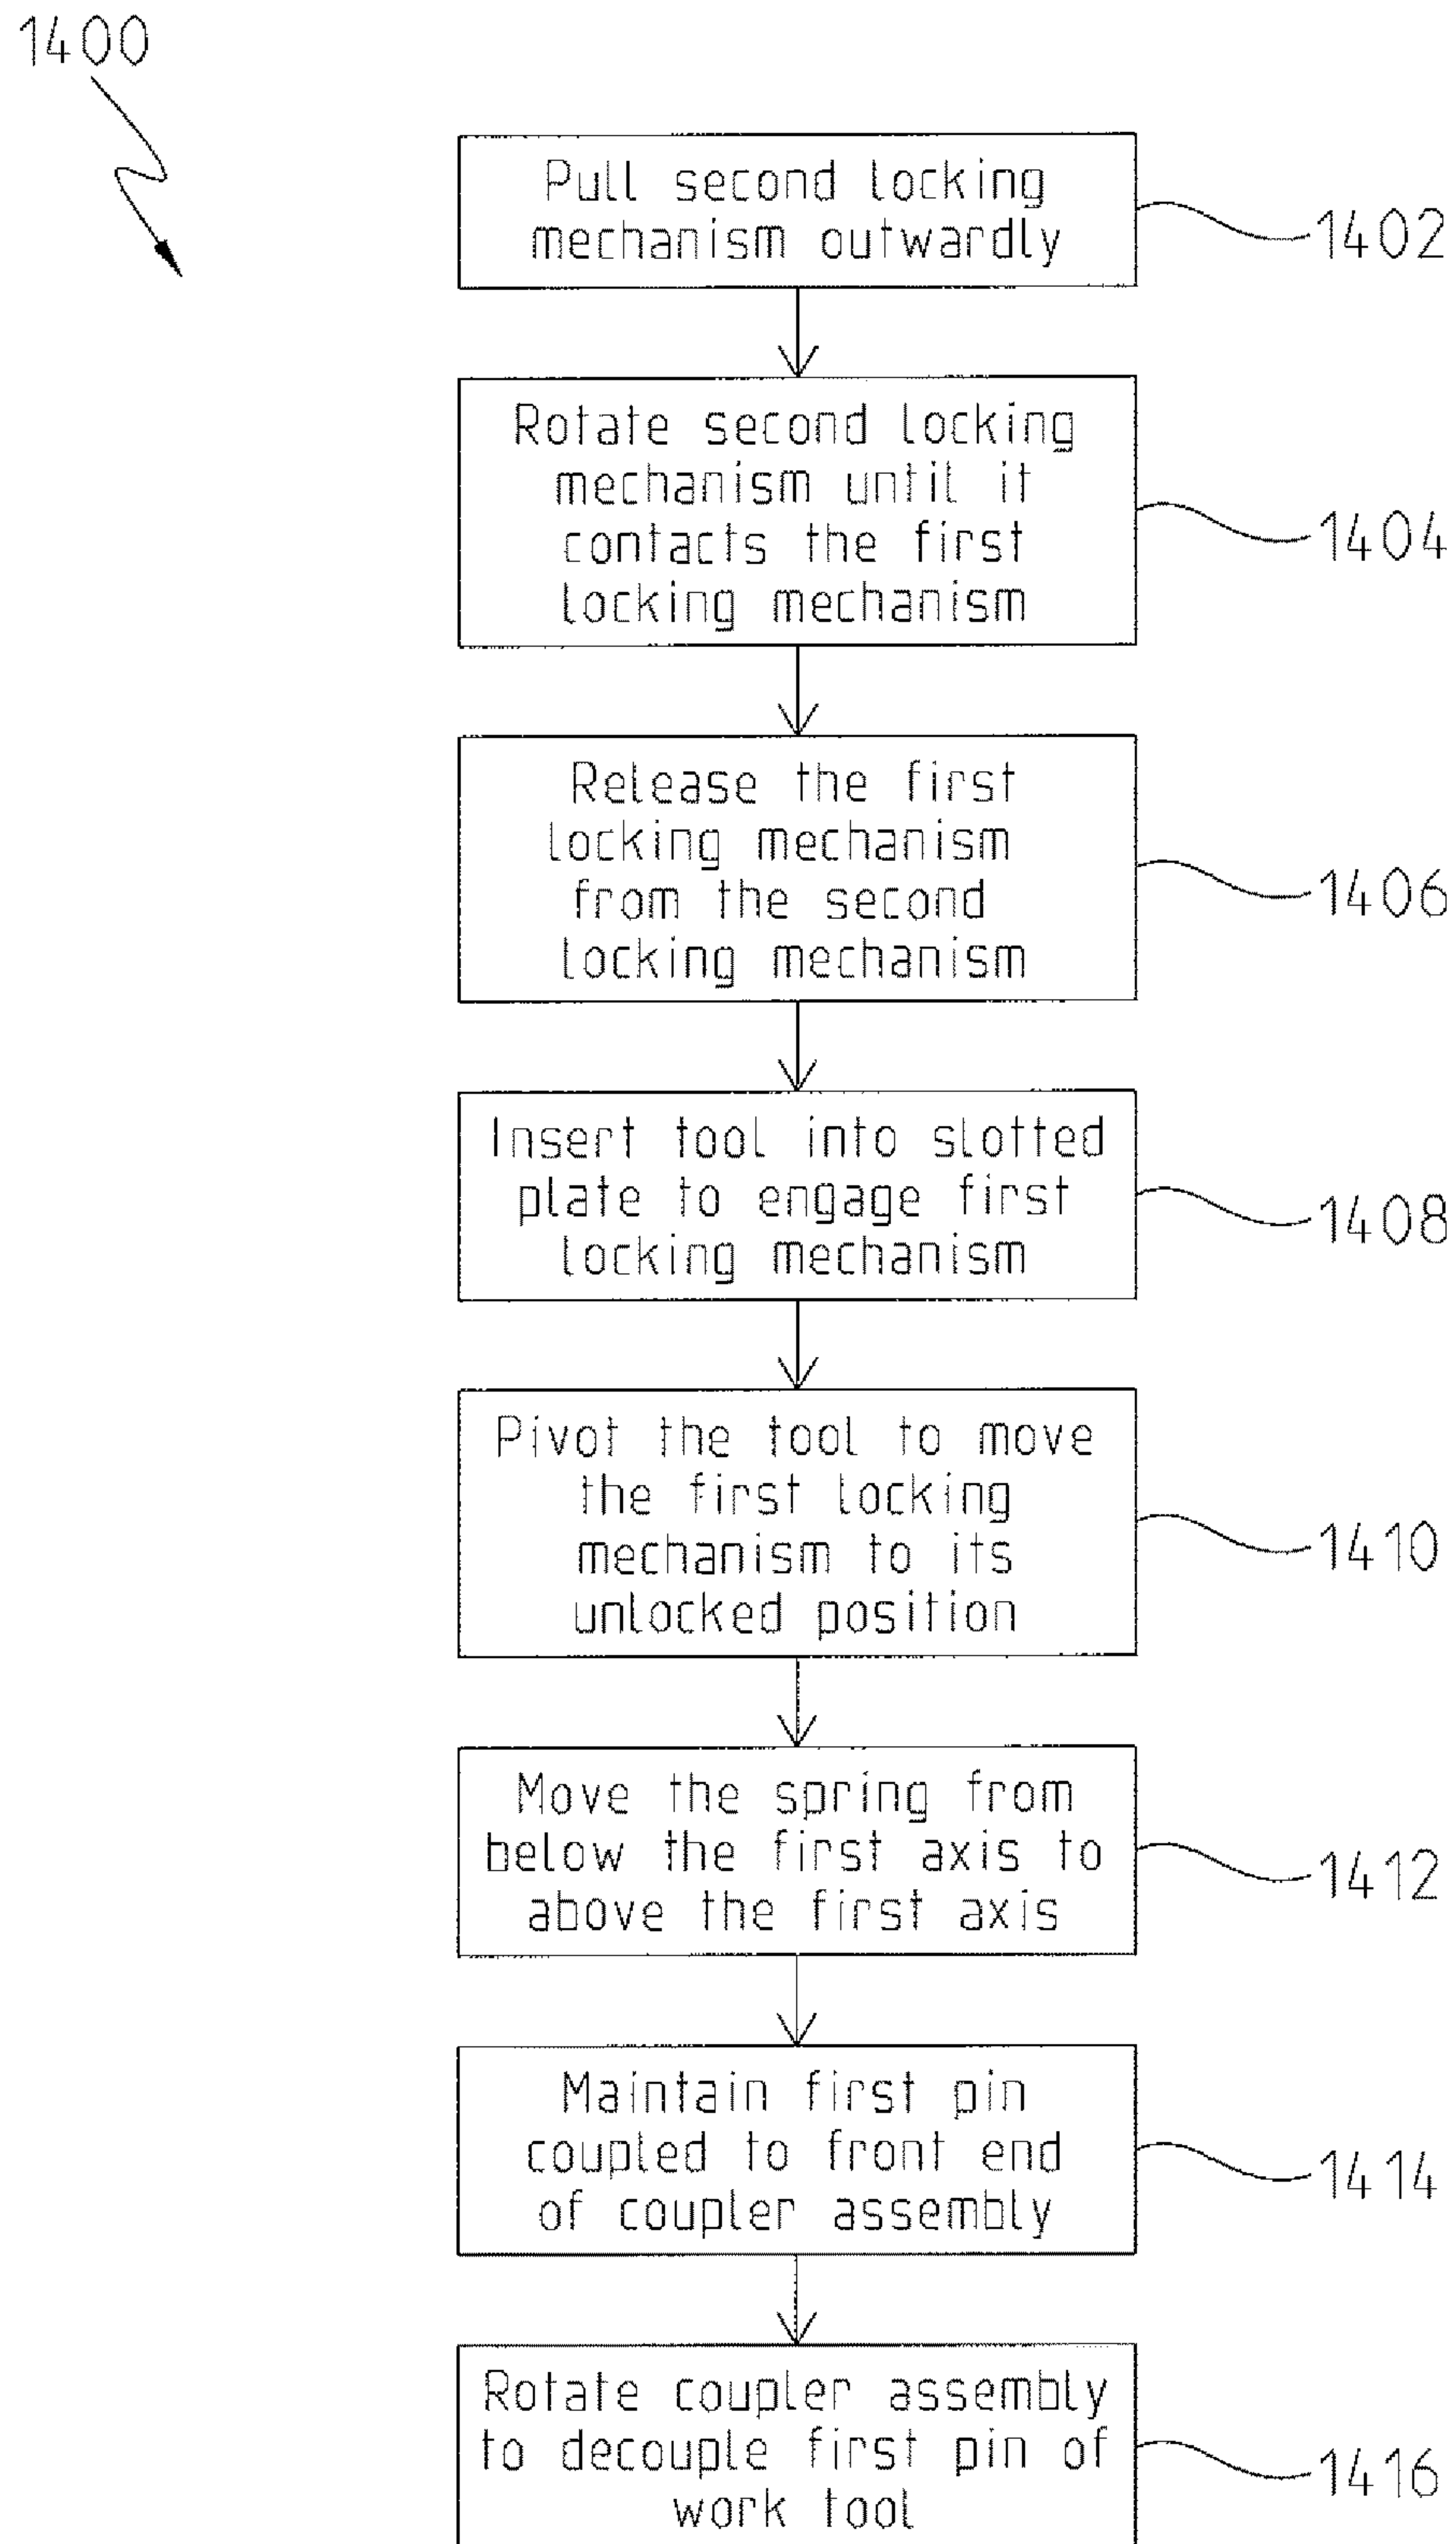 1400
Pull second locking
mechanism outwardly
1402
Rotate second locking
mechanism until it
contacts the first
locking mechanism
1404
Release the first
locking mechanism
from the second
locking mechanism
1406
Insert tool into slotted
plate to engage first
locking mechanism
1408
Pivot the tool to move
the first locking
mechanism to its
unlocked position
1410
Move the spring from
below the first axis to
above the first axis
1412
Maintain first pin
coupled to front end
of coupler assembly
1414
Rotate coupler assembly
to decouple first pin of
work tool
1416